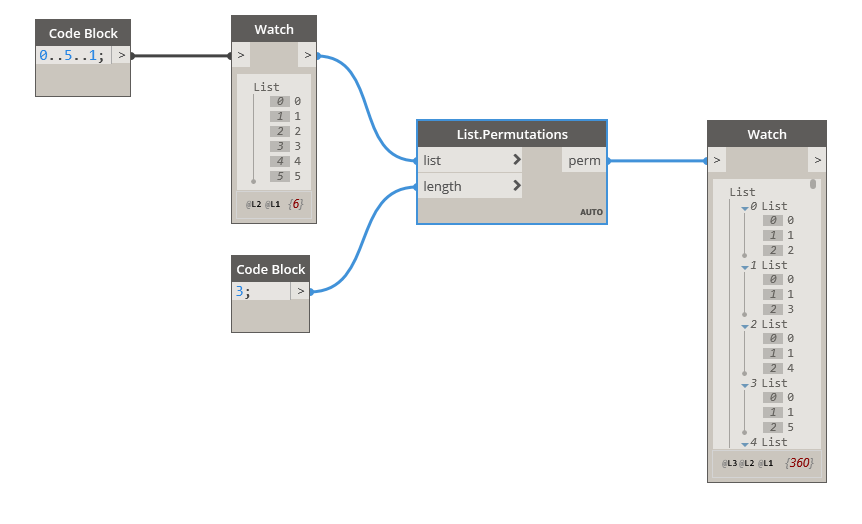 Code Block
0..5..1; >
Watch
> >
List
0 0
1 1
2 2
3 3
4 4
5 5
@L2 @L1 {6}
Code Block
3; >
List.Permutations
list > perm
length >
AUTO
Watch
> >
List
0 List
0 0
1 1
2 2
1 List
0 0
1 1
2 3
2 List
0 0
1 1
2 4
3 List
0 0
1 1
2 5
4 List
@L3 @L2 @L1 {360}